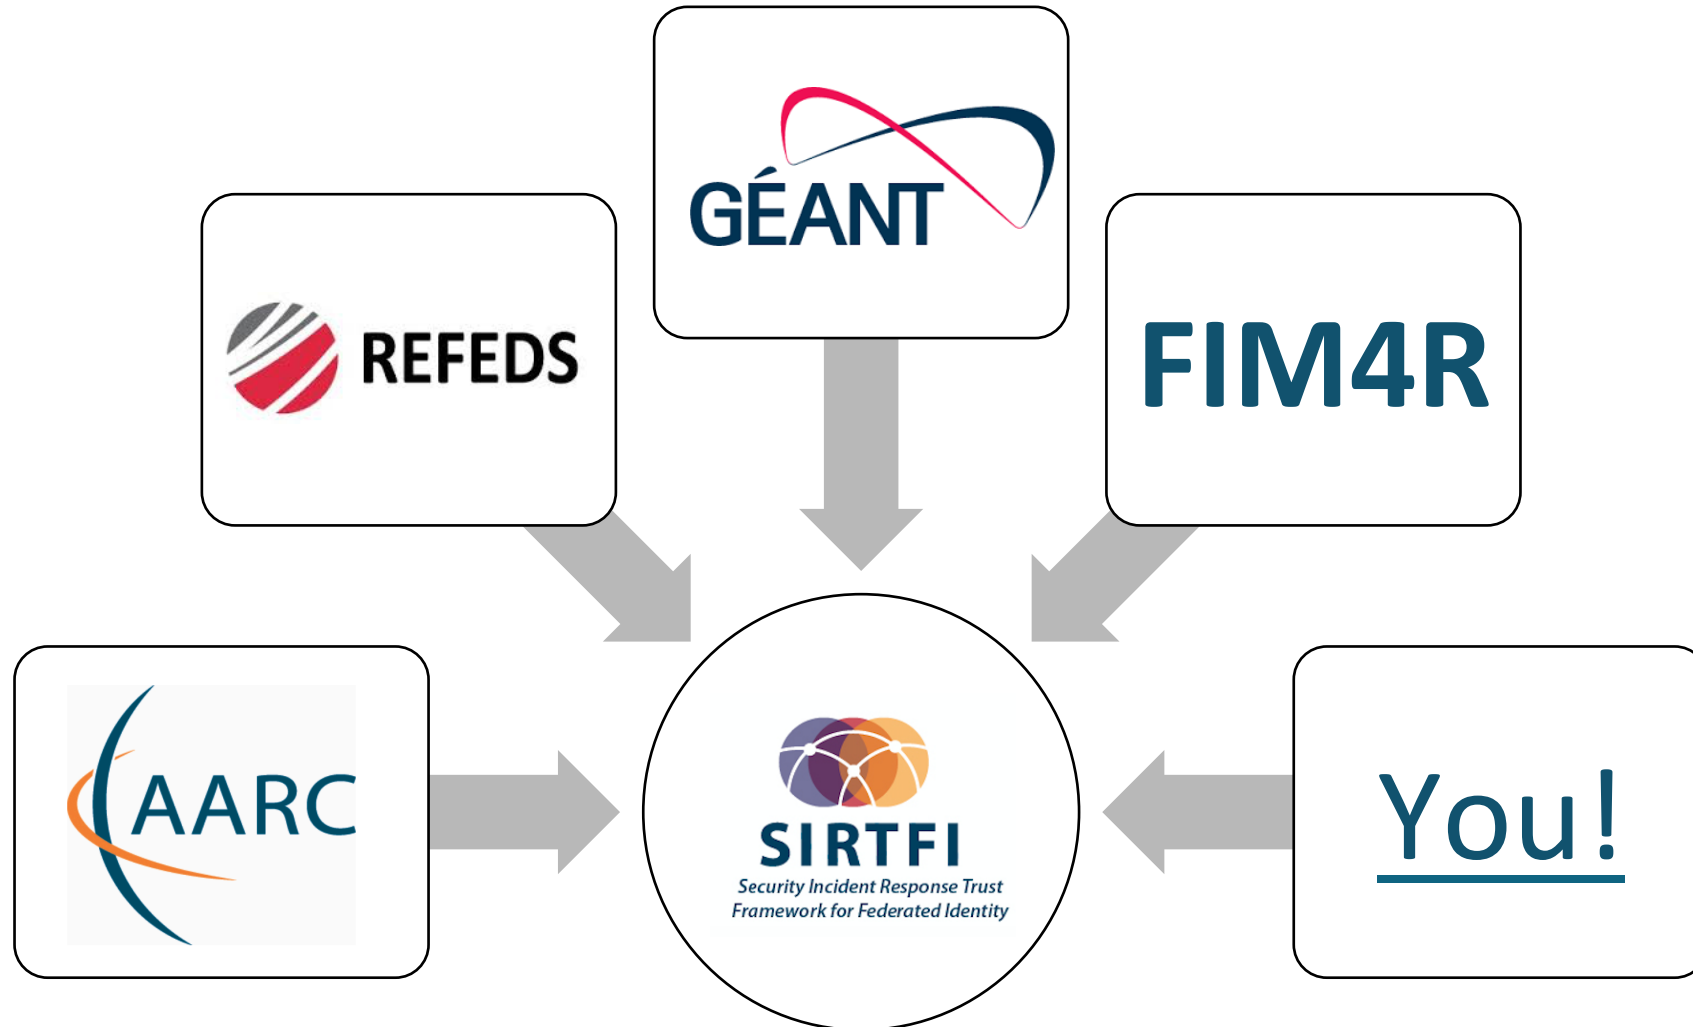 GÉANT
REFEDS
FIM4R
AARC
SIRTFI
Security Incident Response Trust
Framework for Federated Identity
You!